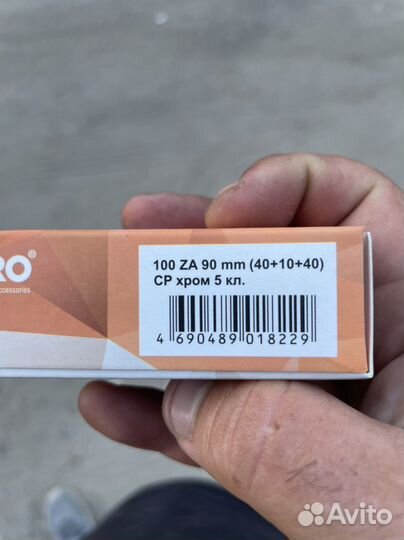 RO®
accessories
100 ZA 90 mm (40+10+40)
CP хром 5 кл.
4 690489 018229
Avito